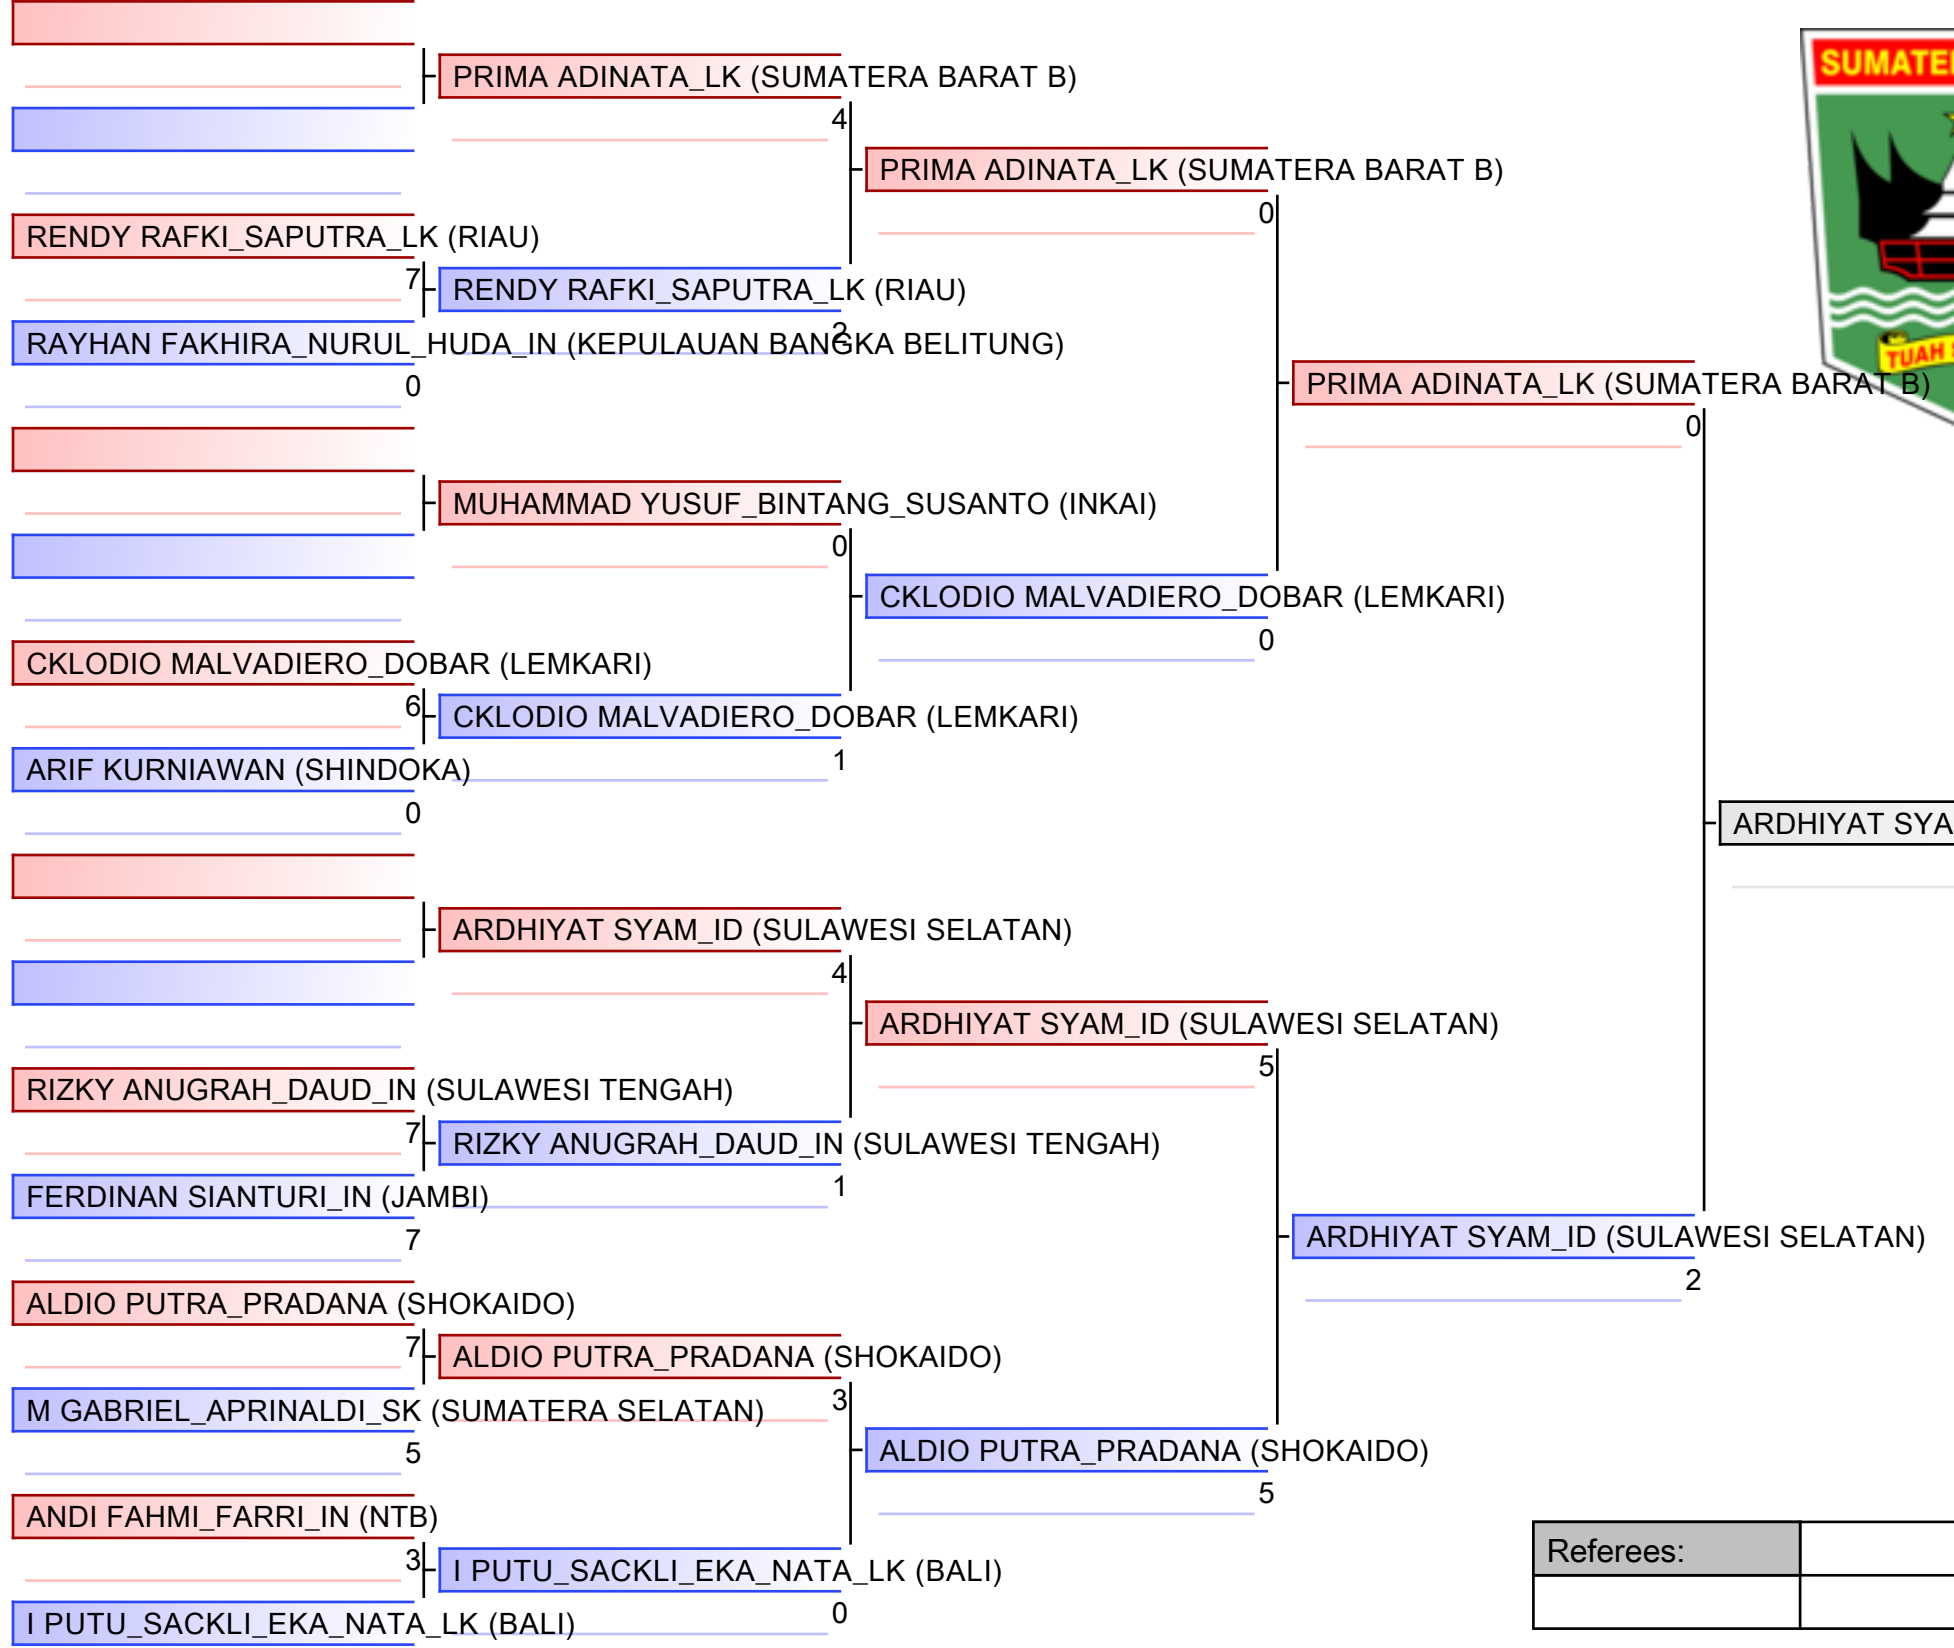 SUMATE
PRIMA ADINATA_LK (SUMATERA BARAT B)
4
PRIMA ADINATA_LK (SUMATERA BARAT B)
0
RENDY RAFKI_SAPUTRA_LK (RIAU)
7
RENDY RAFKI_SAPUTRA_LK (RIAU)
RAYHAN FAKHIRA_NURUL_HUDA_IN (KEPULAUAN BANGKA BELITUNG)
0
TUAH
PRIMA ADINATA_LK (SUMATERA BARAT B)
0
MUHAMMAD YUSUF_BINTANG_SUSANTO (INKAI)
0
CKLODIO MALVADIERO_DOBAR (LEMKARI)
0
CKLODIO MALVADIERO_DOBAR (LEMKARI)
6
CKLODIO MALVADIERO_DOBAR (LEMKARI)
1
ARIF KURNIAWAN (SHINDOKA)
0
ARDHIYAT SYA
ARDHIYAT SYAM_ID (SULAWESI SELATAN)
4
ARDHIYAT SYAM_ID (SULAWESI SELATAN)
5
RIZKY ANUGRAH_DAUD_IN (SULAWESI TENGAH)
7
RIZKY ANUGRAH_DAUD_IN (SULAWESI TENGAH)
1
FERDINAN SIANTURI_IN (JAMBI)
7
ARDHIYAT SYAM_ID (SULAWESI SELATAN)
2
ALDIO PUTRA_PRADANA (SHOKAIDO)
7
ALDIO PUTRA_PRADANA (SHOKAIDO)
3
M GABRIEL_APRINALDI_SK (SUMATERA SELATAN)
5
ALDIO PUTRA_PRADANA (SHOKAIDO)
5
ANDI FAHMI_FARRI_IN (NTB)
3
I PUTU_SACKLI_EKA_NATA_LK (BALI)
0
I PUTU_SACKLI_EKA_NATA_LK (BALI)
Referees: